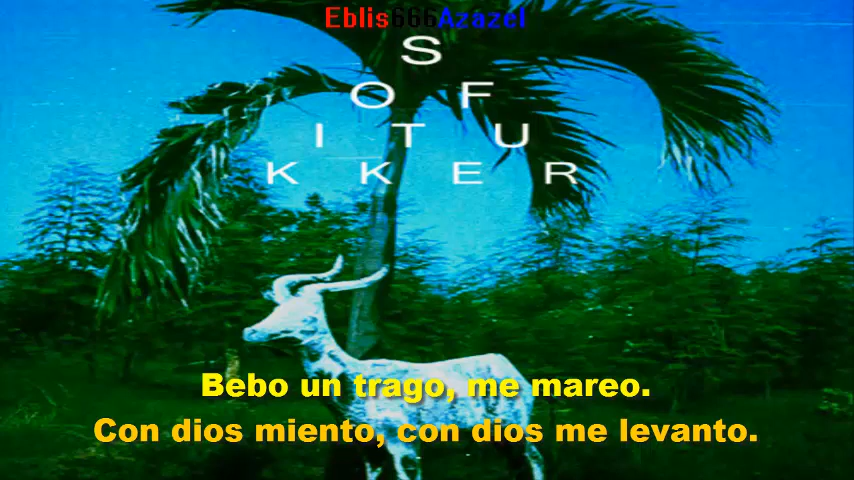 Eblis666Azazel
S
O F
I T U
K K E R
Bebo un trago, me mareo.
Con dios miento, con dios me levanto.